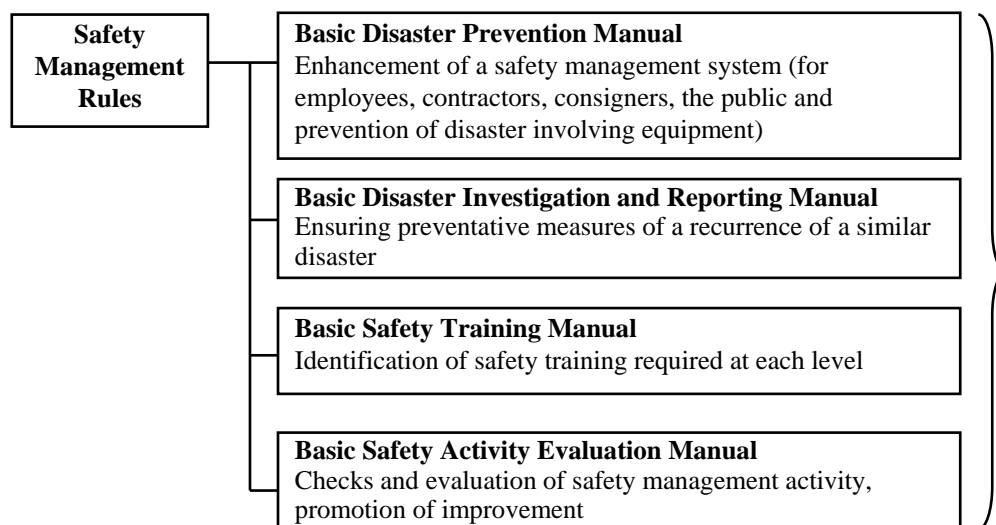 Safety
Management
Rules
Basic Disaster Prevention Manual
Enhancement of a safety management system (for
employees, contractors, consigners, the public and
prevention of disaster involving equipment)
Basic Disaster Investigation and Reporting Manual
Ensuring preventative measures of a recurrence of a similar
disaster
Basic Safety Training Manual
Identification of safety training required at each level
Basic Safety Activity Evaluation Manual
Checks and evaluation of safety management activity,
promotion of improvement